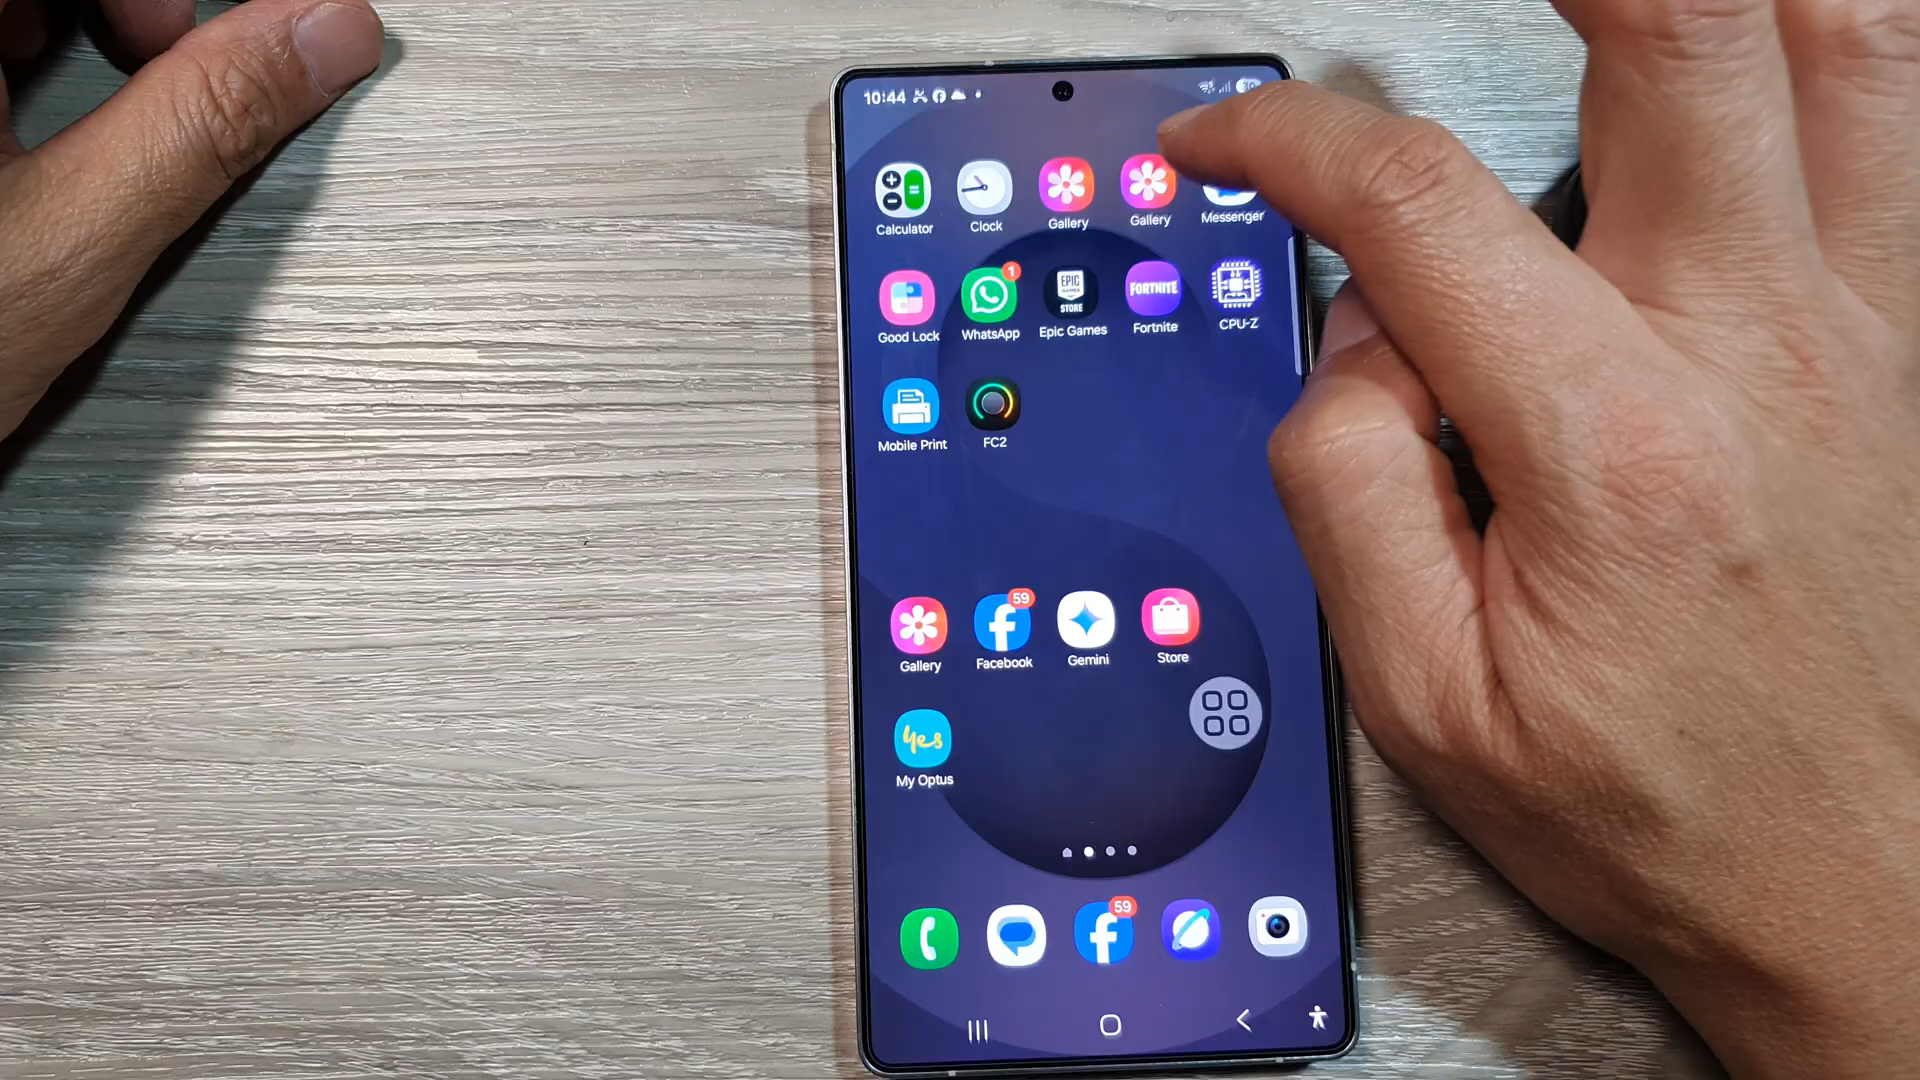 10:44
Calculator Clock Gallery Gallery Messenger
1
EPIC
GAMES
STORE
FORTNITE
Good Lock WhatsApp Epic Games Fortnite CPU-Z
Mobile Print FC2
59
Gallery Facebook Gemini Store
yes
My Optus
59